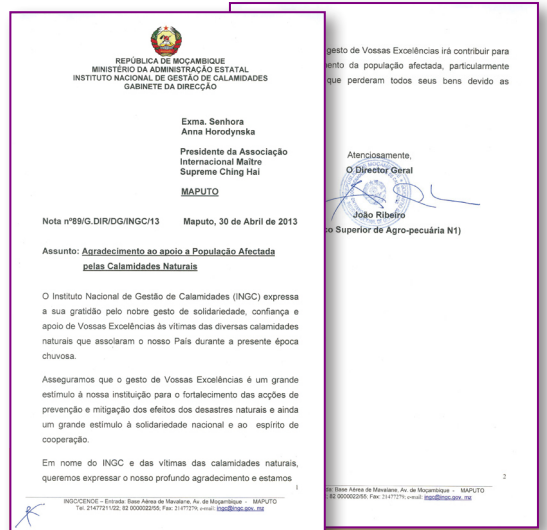 REPÚBLICA DE MOÇAMBIQUE
MINISTÉRIO DA ADMINISTRAÇÃO ESTATAL
INSTITUTO NACIONAL DE GESTÃO DE CALAMIDADES
GABINETE DA DIRECÇÃO
Exma. Senhora
Anna Horodynska
Presidente da Associação
Internacional Maître
Supreme Ching Hai
MAPUTO
Nota nº89/G.DIR/DG/INGC/13 Maputo, 30 de Abril de 2013
Assunto: Agradecimento ao apoio a População Afectada
pelas Calamidades Naturais
O Instituto Nacional de Gestão de Calamidades (INGC) expressa
a sua gratidão pelo nobre gesto de solidariedade, confiança e
apoio de Vossas Excelências às vítimas das diversas calamidades
naturais que assolaram o nosso País durante a presente época
chuvosa.
Asseguramos que o gesto de Vossas Excelências é um grande
estímulo à nossa instituição para o fortalecimento das acções de
prevenção e mitigação dos efeitos dos desastres naturais e ainda
um grande estímulo à solidariedade nacional e ao espírito de
cooperação.
Em nome do INGC e das vítimas das calamidades naturais,
queremos expressar o nosso profundo agradecimento e estamos
1
INGC/CENOE – Entrada: Base Aérea de Mavalane, Av. de Moçambique - MAPUTO
Tel. 21477211/22; 82 0000022/55; Fax: 21477279; e-mail: ingc@ingc.gov. mz
gesto de Vossas Excelências irá contribuir para
ento da população afectada, particularmente
que perderam todos seus bens devido as
Atenciosamente,
O Director Geral
João Ribeiro
co Superior de Agro-pecuária N1)
2
da: Base Aérea de Mavalane, Av. de Moçambique - MAPUTO
; 82 0000022/55; Fax: 21477279; e-mail: ingc@ingc.gov. mz